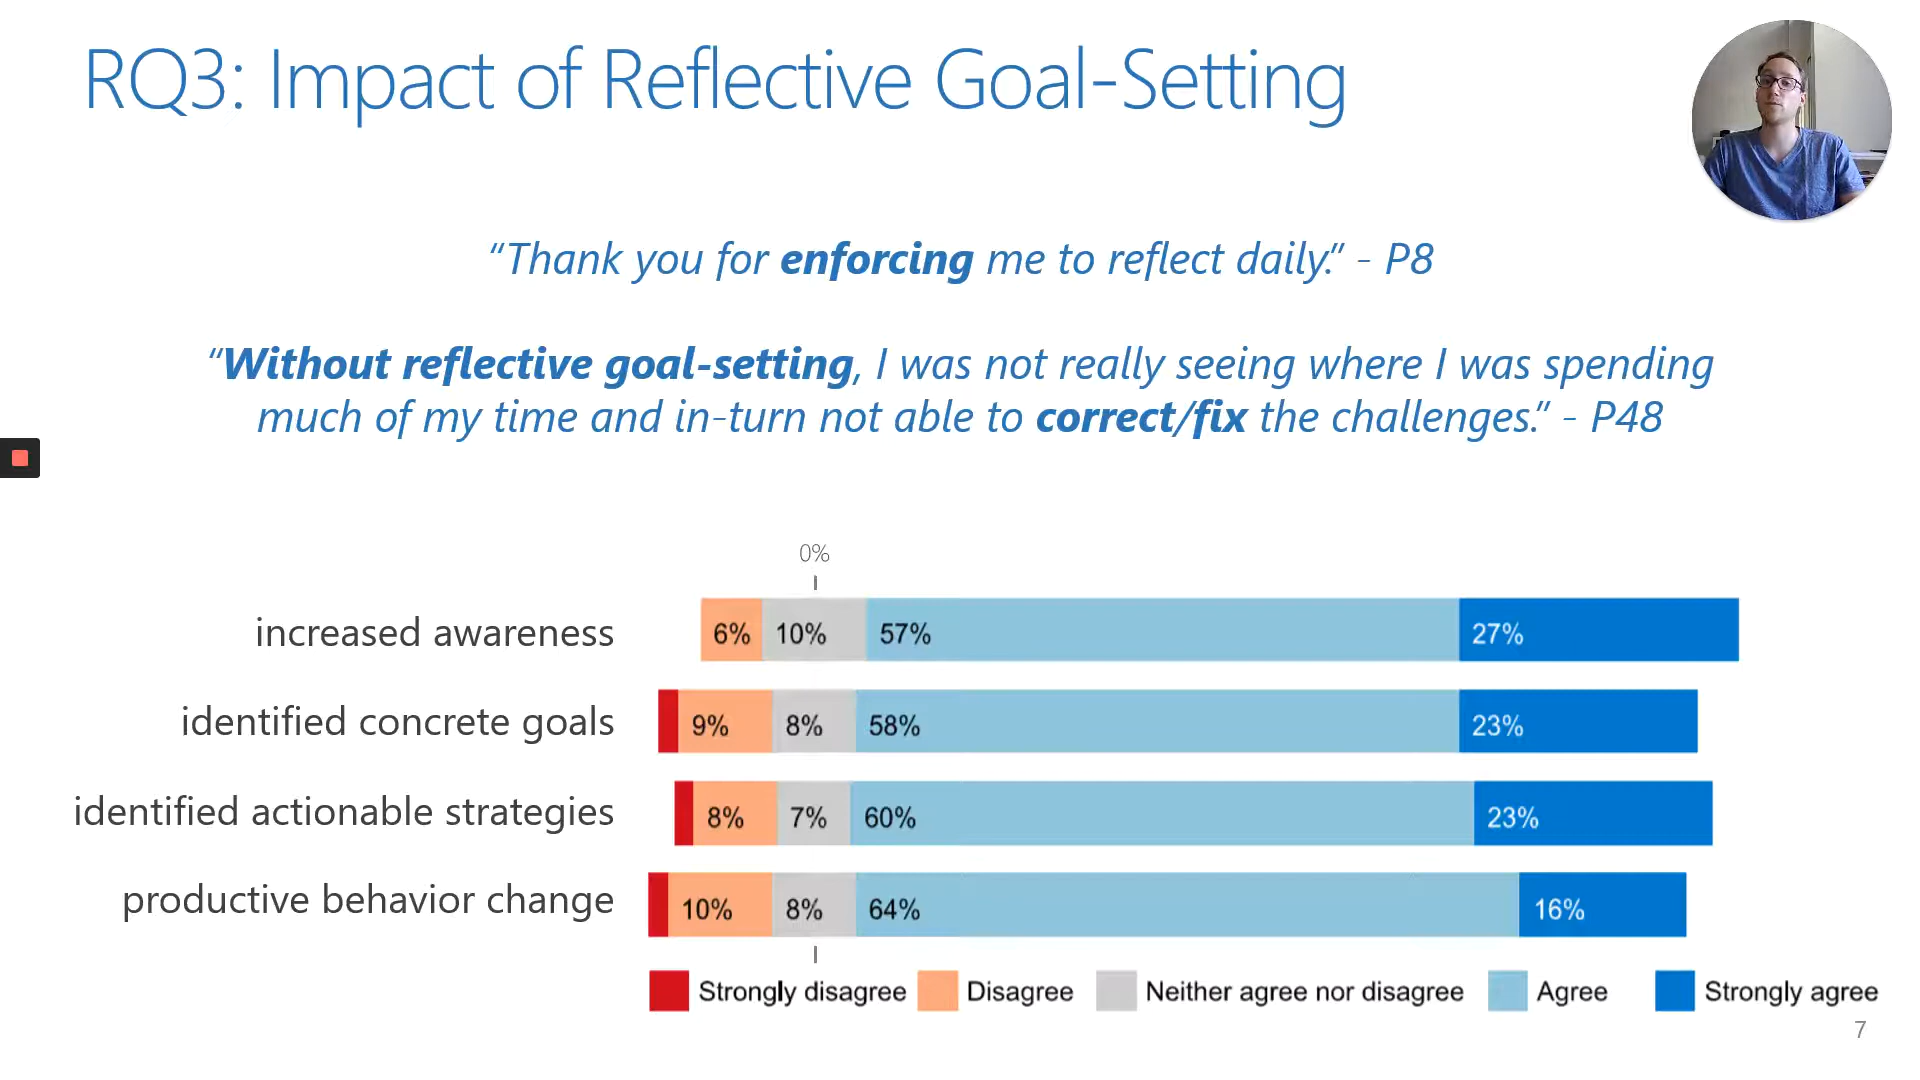 RQ3: Impact of Reflective Goal-Setting
“Thank you for enforcing me to reflect daily.” - P8
“Without reflective goal-setting, I was not really seeing where I was spending
much of my time and in-turn not able to correct/fix the challenges.” - P48
0%
increased awareness 6% 10% 57% 27%
identified concrete goals 9% 8% 58% 23%
identified actionable strategies 8% 7% 60% 23%
productive behavior change 10% 8% 64% 16%
Strongly disagree Disagree Neither agree nor disagree Agree Strongly agree
7